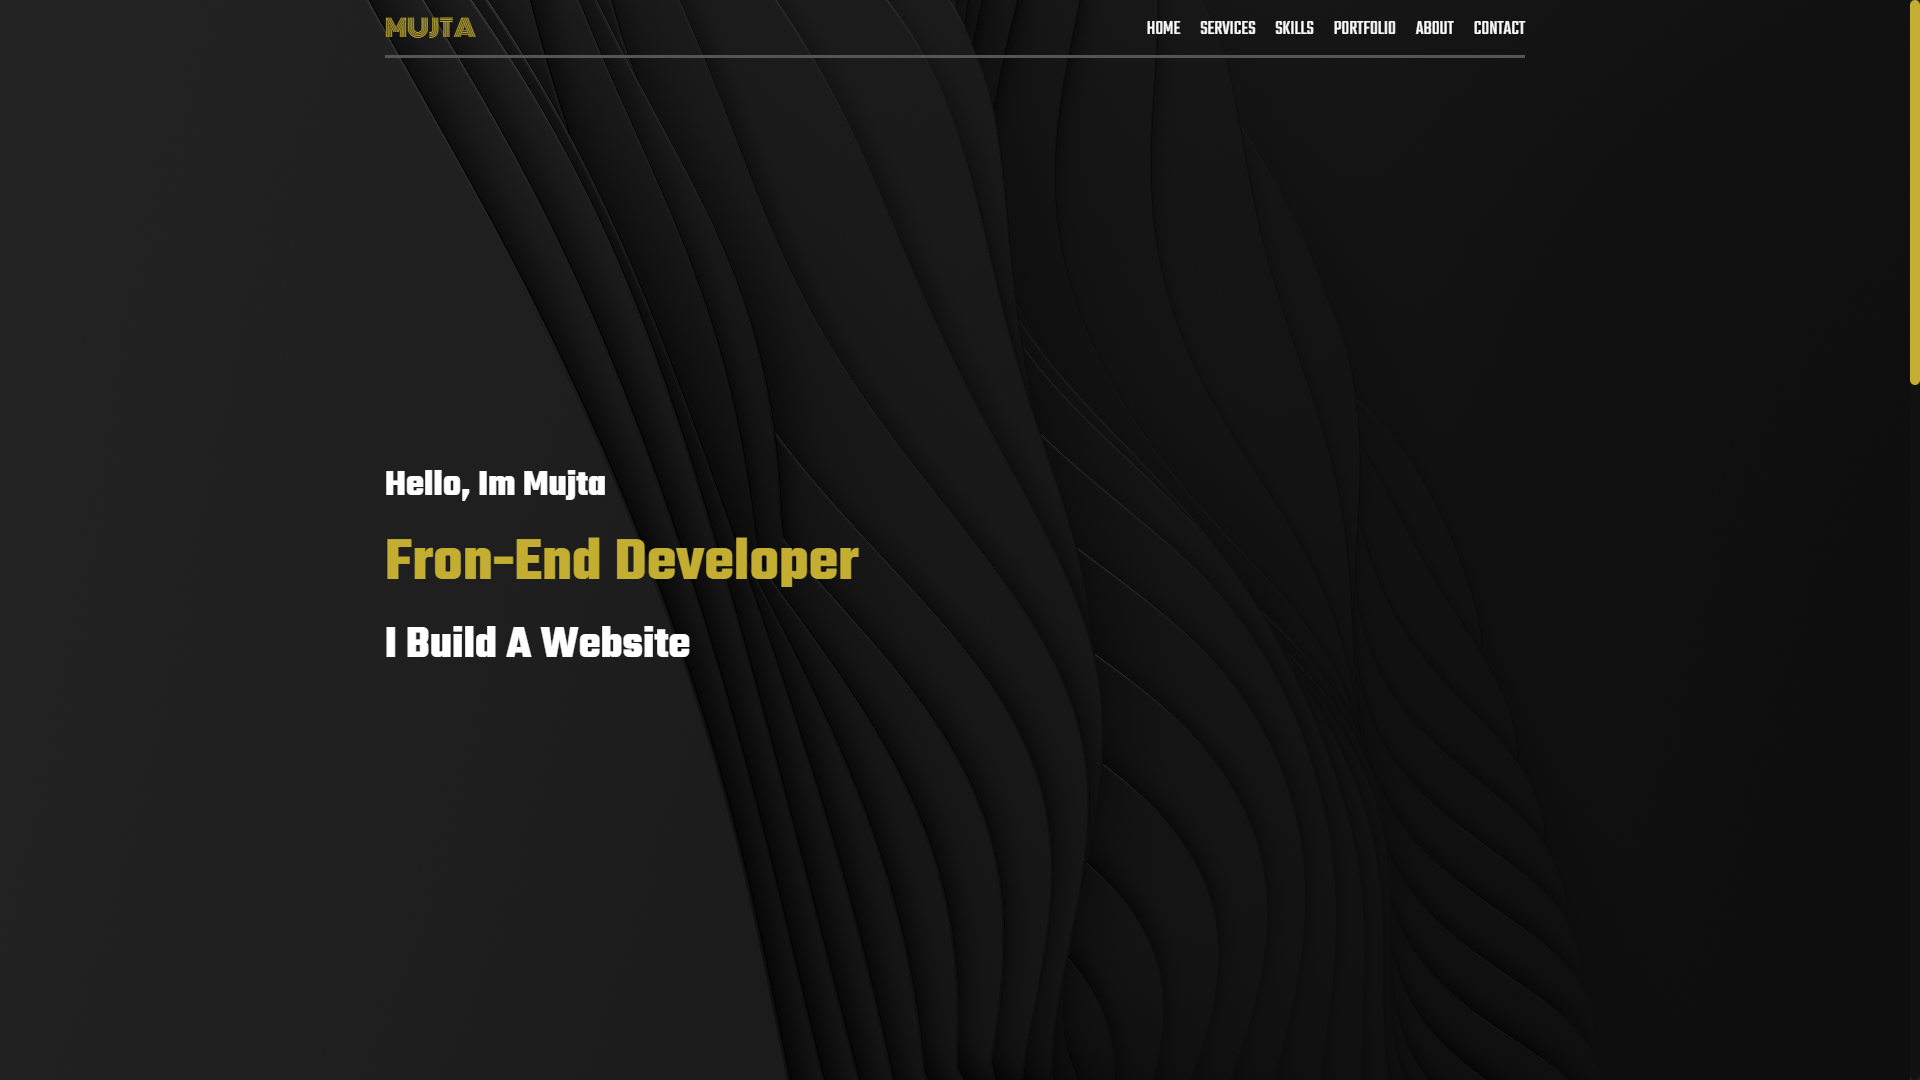 MUJTA
HOME SERVICES SKILLS PORTFOLIO ABOUT CONTACT
Hello, Im Mujta
Fron-End Developer
I Build A Website